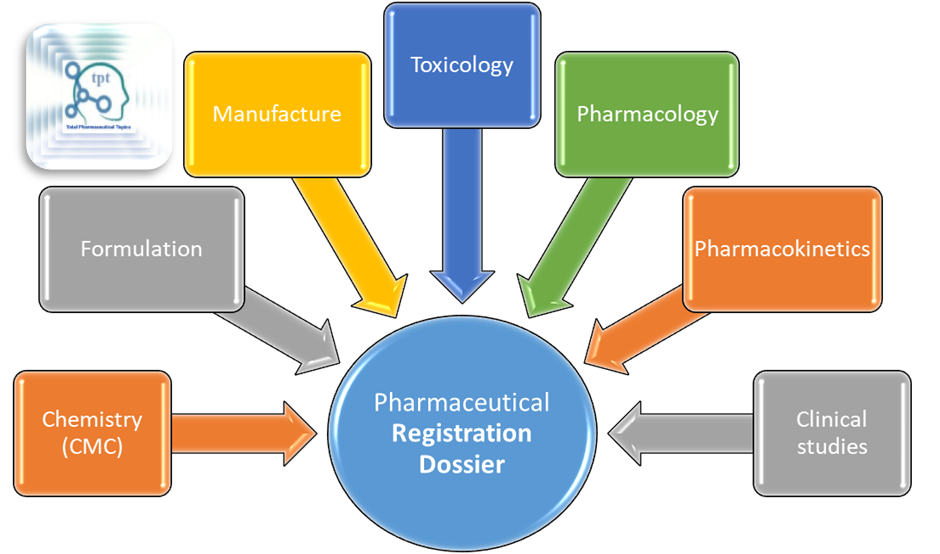 tpt
Total Pharmaceutical Topics
Toxicology
Manufacture
Pharmacology
Formulation
Pharmacokinetics
Chemistry
(CMC)
Pharmaceutical
Registration
Dossier
Clinical
studies